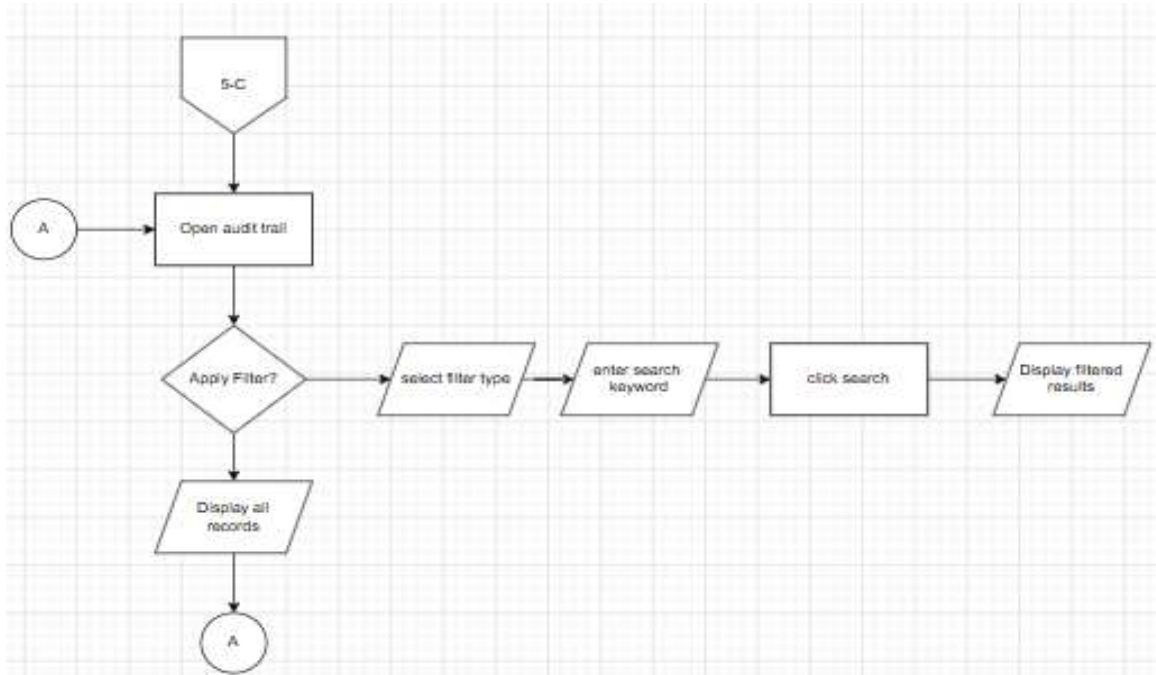 5-C
A
Open audit trail
Apply Filter?
select filter type
enter search
keyword
click search
Display filtered
results
Display all
records
A